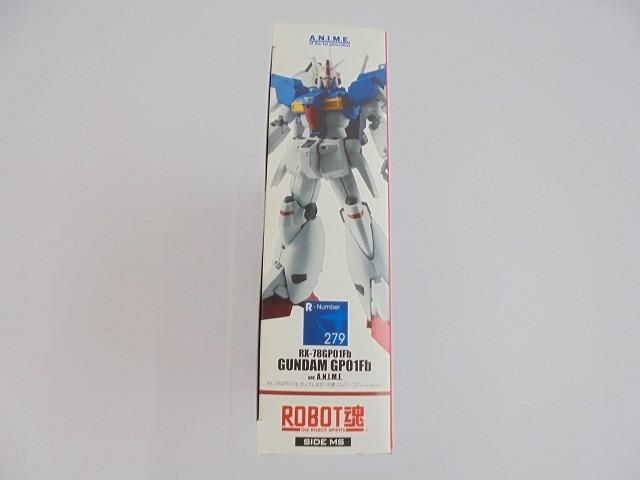 A.N.I.M.E.
R-Number
279
RX-78GP01Fb
GUNDAM GP01Fb
ver. A.N.I.M.E.
ROBOT魂
THE ROBOT SPIRITS
SIDE MS